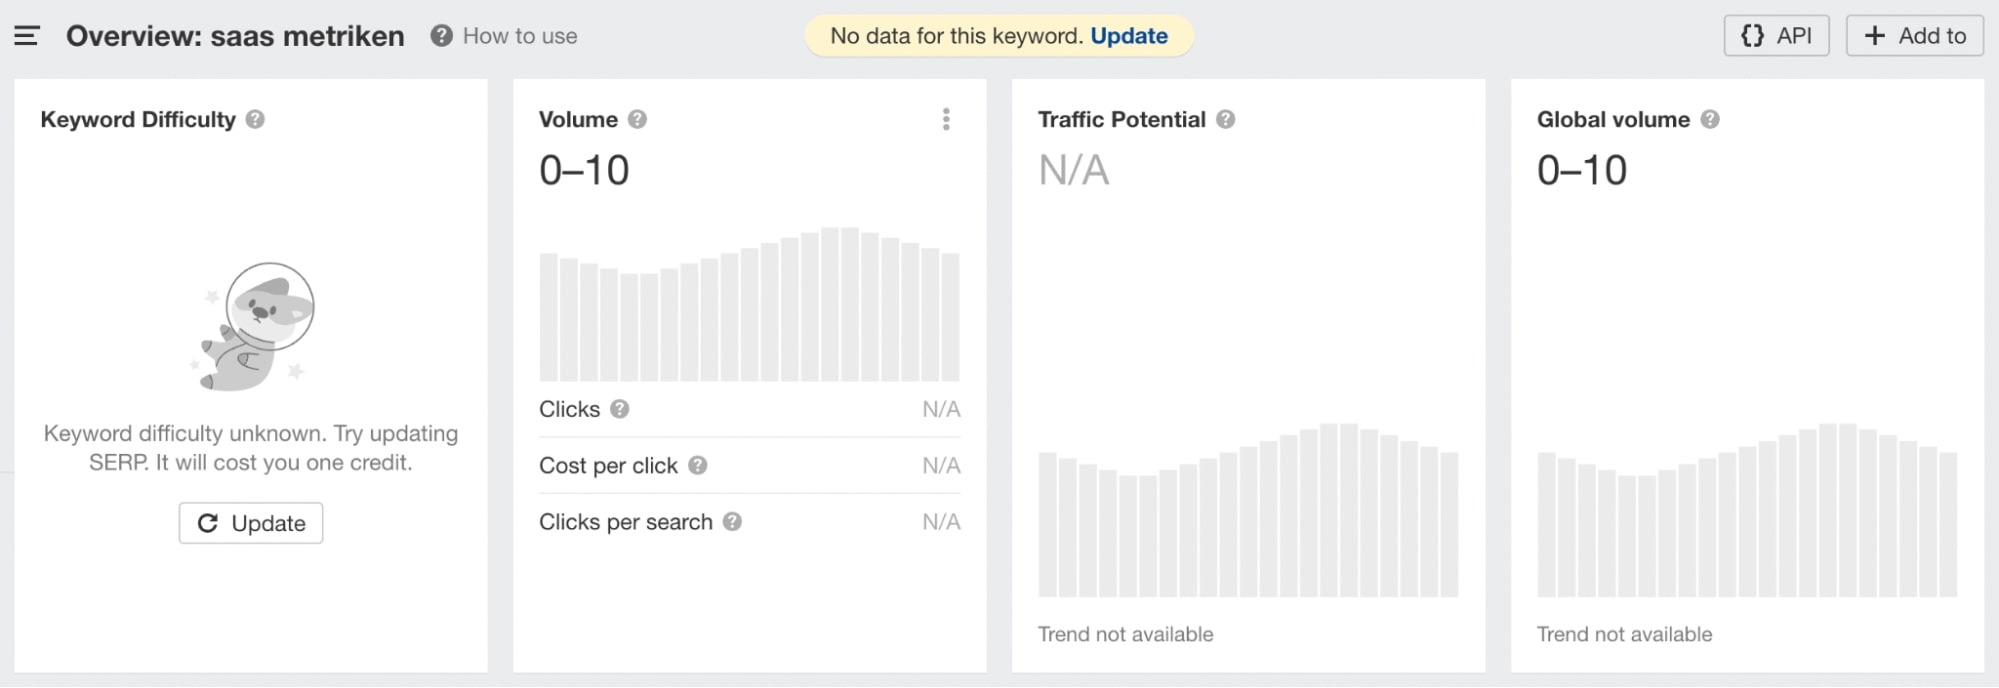 Overview: saas metriken
How to use
No data for this keyword. Update
API
Add to
Keyword Difficulty
Keyword difficulty unknown. Try updating
SERP. It will cost you one credit.
Update
Volume
0–10
Clicks N/A
Cost per click N/A
Clicks per search N/A
Traffic Potential
N/A
Trend not available
Global volume
0–10
Trend not available